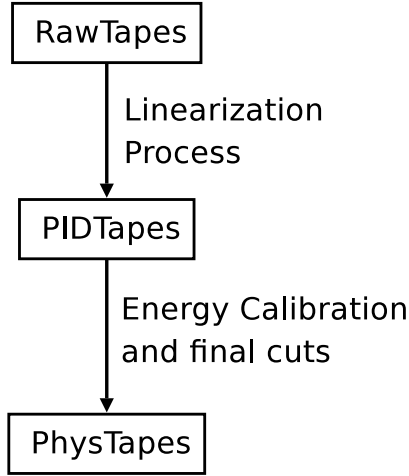 RawTapes
Linearization
Process
PIDTapes
Energy Calibration
and final cuts
PhysTapes